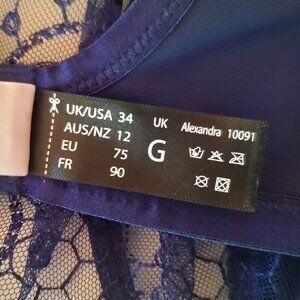 UK/USA 34 UK Alexandra 10091
AUS/NZ 12
EU 75 G
FR 90